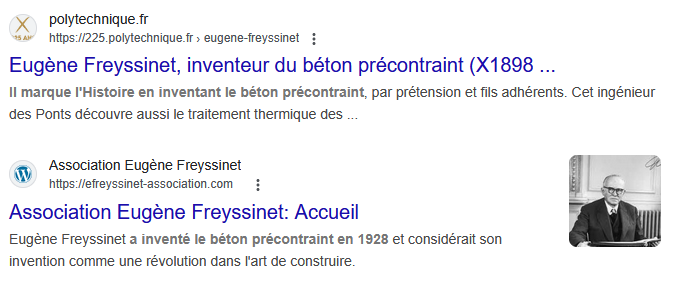 polytechnique.fr
https://225.polytechnique.fr › eugene-freyssinet
Eugène Freyssinet, inventeur du béton précontraint (X1898 ...
Il marque l'Histoire en inventant le béton précontraint, par prétension et fils adhérents. Cet ingénieur
des Ponts découvre aussi le traitement thermique des ...
Association Eugène Freyssinet
https://efreyssinet-association.com
Association Eugène Freyssinet: Accueil
Eugène Freyssinet a inventé le béton précontraint en 1928 et considérait son
invention comme une révolution dans l'art de construire.